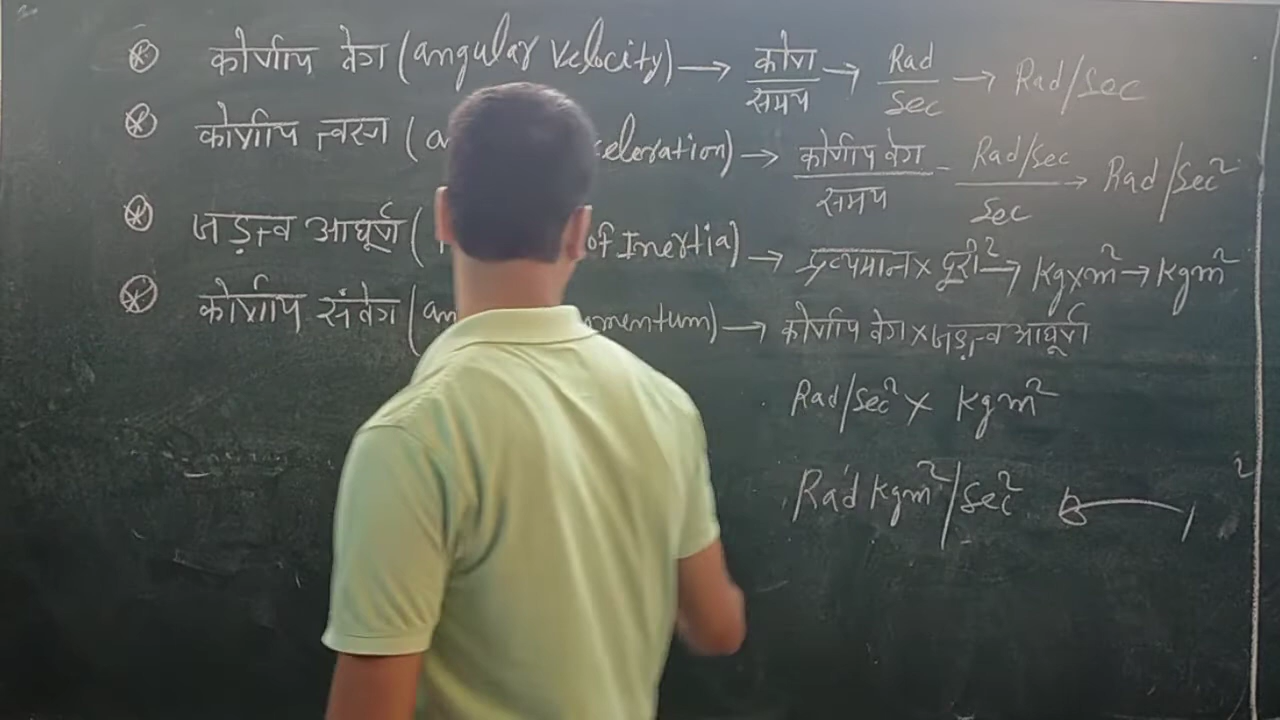 कोणीय वेग (angular velocity) → कोण/समय → Rad/Sec → Rad/Sec
कोणीय त्वरण ( a celeration) → कोणीय वेग/समय - Rad/Sec/Sec → Rad/Sec²
जड़त्व आघूर्ण ( of Inertia) → द्रव्यमान × दूरी² → Kg×m² → Kgm²
कोणीय संवेग (an omentum) → कोणीय वेग × जड़त्व आघूर्ण
Rad/Sec² × Kgm²
Rad Kgm²/Sec²
2